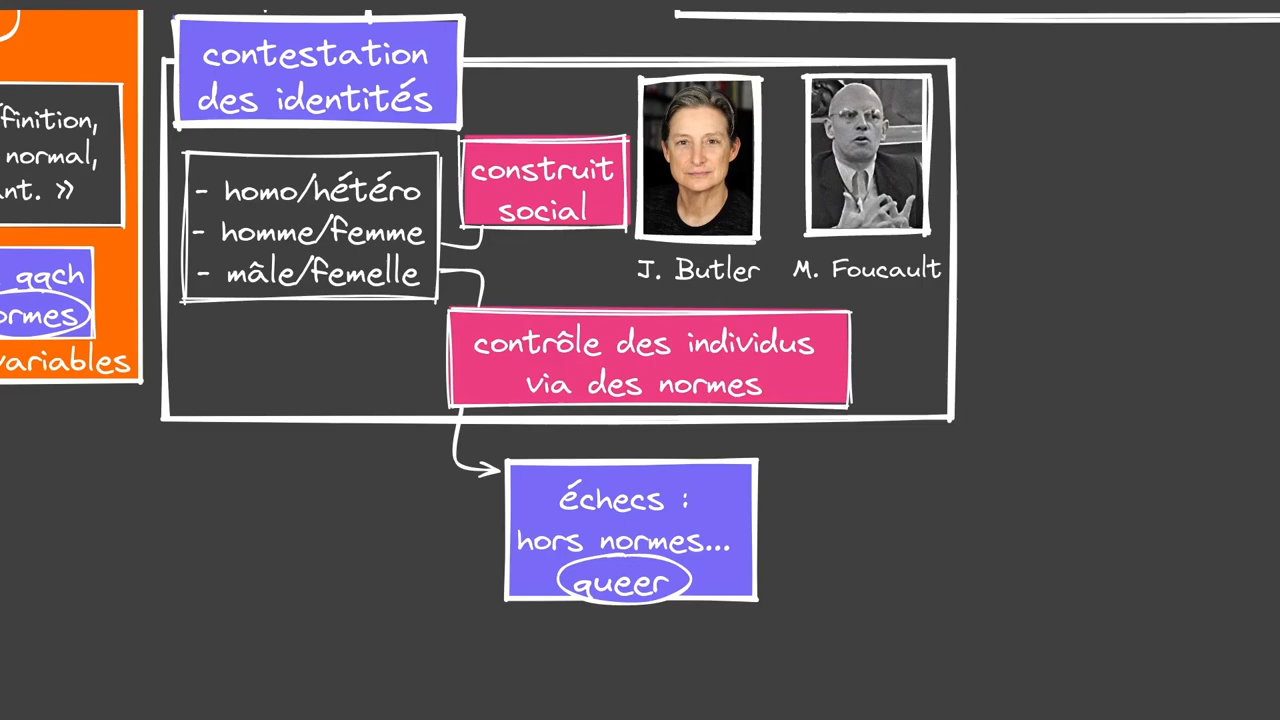 finition,
normal,
nt. »
qqch
ormes
variables
contestation
des identités
- homo/hétéro
- homme/femme
- mâle/femelle
construit
social
J. Butler
M. Foucault
contrôle des individus
via des normes
échecs :
hors normes...
queer